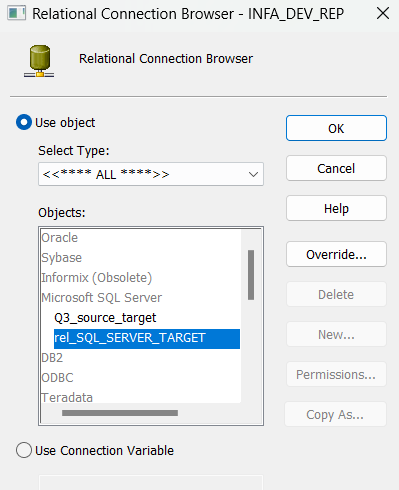 Relational Connection Browser - INFA_DEV_REP
Relational Connection Browser
Use object
OK
Select Type:
<<**** ALL ****>>
Cancel
Help
Objects:
Oracle
Sybase
Override...
Informix (Obsolete)
Microsoft SQL Server
Delete
Q3_source_target
rel_SQL_SERVER_TARGET
New...
DB2
ODBC
Permissions...
Teradata
Copy As...
Use Connection Variable